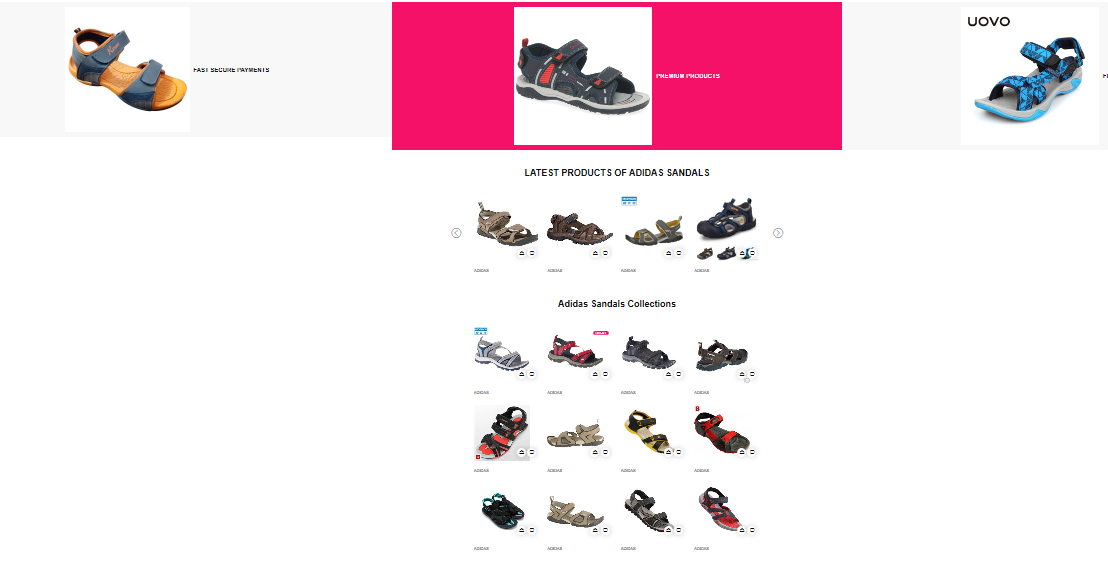 UOVO
FAST SECURE PAYMENTS
PREMIUM PRODUCTS
LATEST PRODUCTS OF ADIDAS SANDALS
ADIDAS
ADIDAS
ADIDAS
ADIDAS
Adidas Sandals Collections
ADIDAS
ADIDAS
ADIDAS
ADIDAS
ADIDAS
ADIDAS
ADIDAS
ADIDAS
ADIDAS
ADIDAS
ADIDAS
ADIDAS